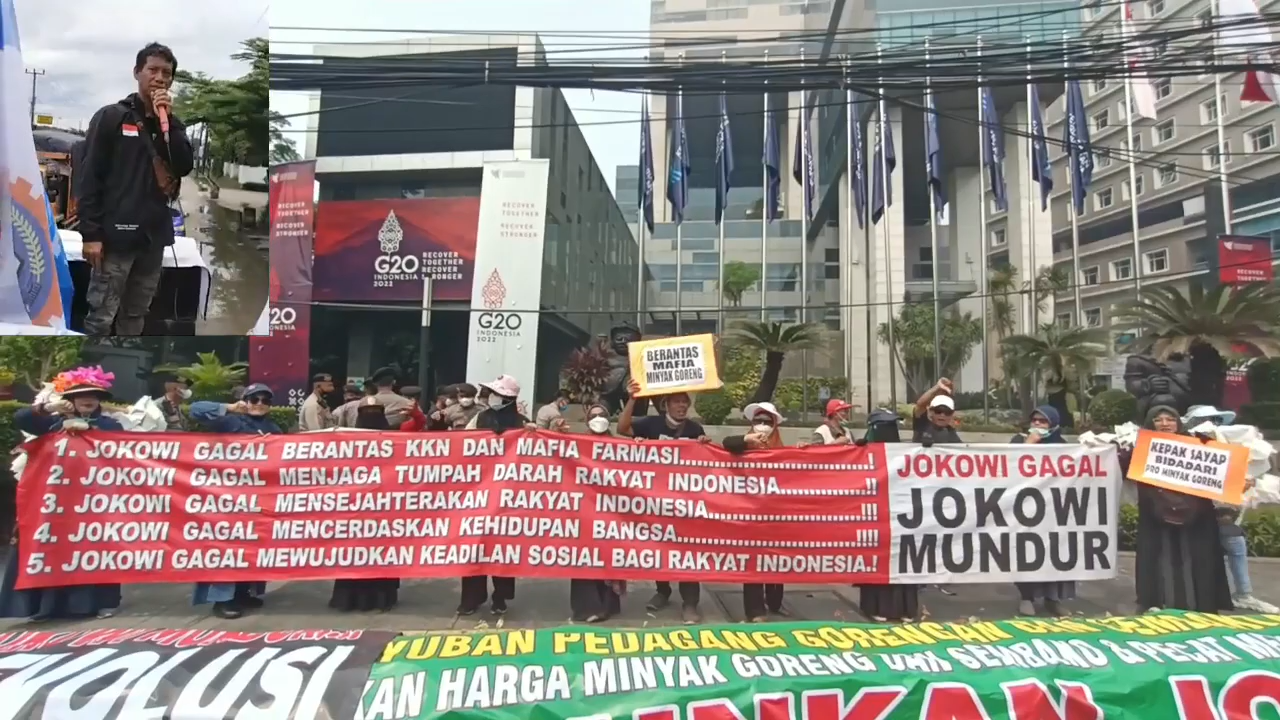 RECOVER
TOGETHER
RECOVER
STRONGER
G20
INDONESIA
2022
RECOVER
TOGETHER
RECOVER
STRONGER
RECOVER
TOGETHER
RECOVER
STRONGER
G20
INDONESIA
2022
BERANTAS
MAFIA
MINYAK GORENG
1. JOKOWI GAGAL BERANTAS KKN DAN MAFIA FARMASI..............................!
2. JOKOWI GAGAL MENJAGA TUMPAH DARAH RAKYAT INDONESIA...............!!
3. JOKOWI GAGAL MENSEJAHTERAKAN RAKYAT INDONESIA.........................!!!
4. JOKOWI GAGAL MENCERDASKAN KEHIDUPAN BANGSA.............................!!!!
5. JOKOWI GAGAL MEWUJUDKAN KEADILAN SOSIAL BAGI RAKYAT INDONESIA.!
JOKOWI GAGAL
JOKOWI
MUNDUR
KEPAK SAYAP
BIDADARI
PRO MINYAK GORENG
VOLUSI
YUBAN PEDAGANG GORENGAN
KAN HARGA MINYAK GORENG DAN SEMBAKO & PECAT